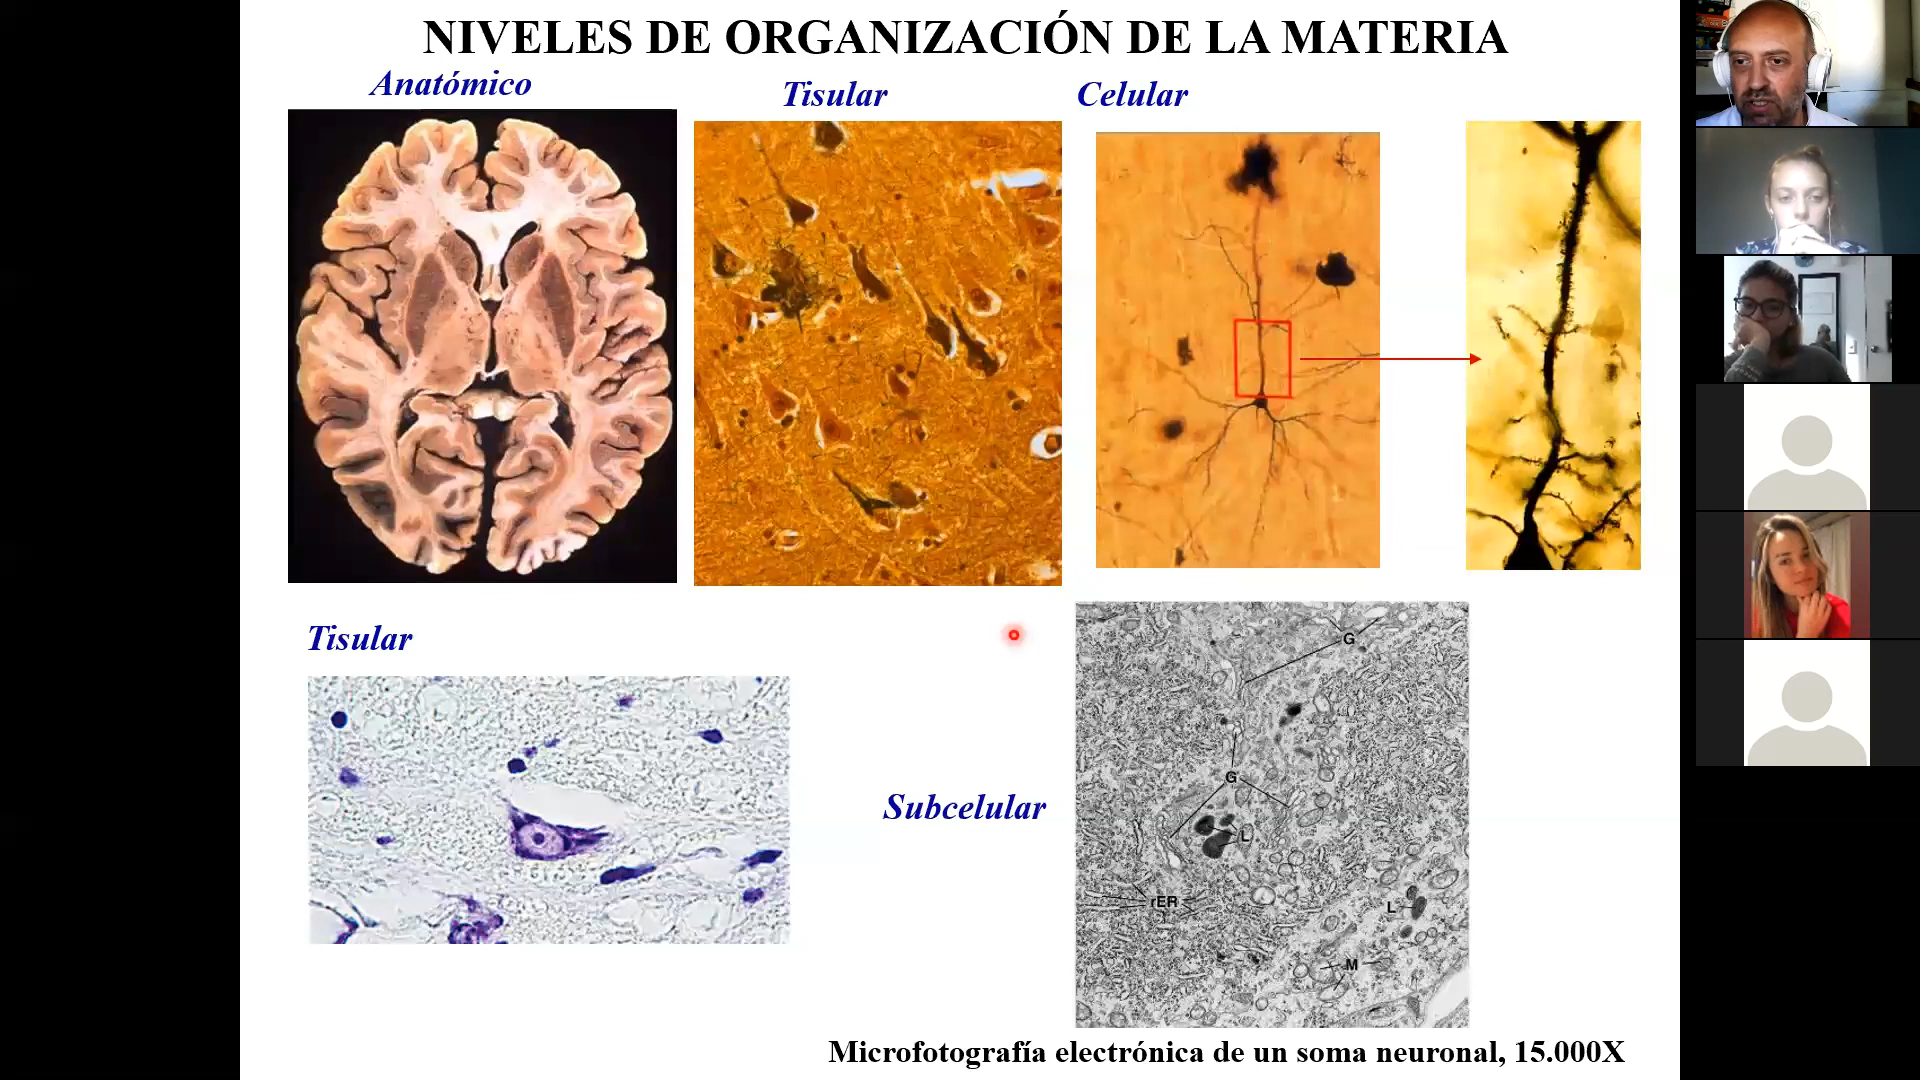 NIVELES DE ORGANIZACIÓN DE LA MATERIA
Anatómico
Tisular
Celular
Tisular
Subcelular
G
G
L
rER
L
M
Microfotografía electrónica de un soma neuronal, 15.000X